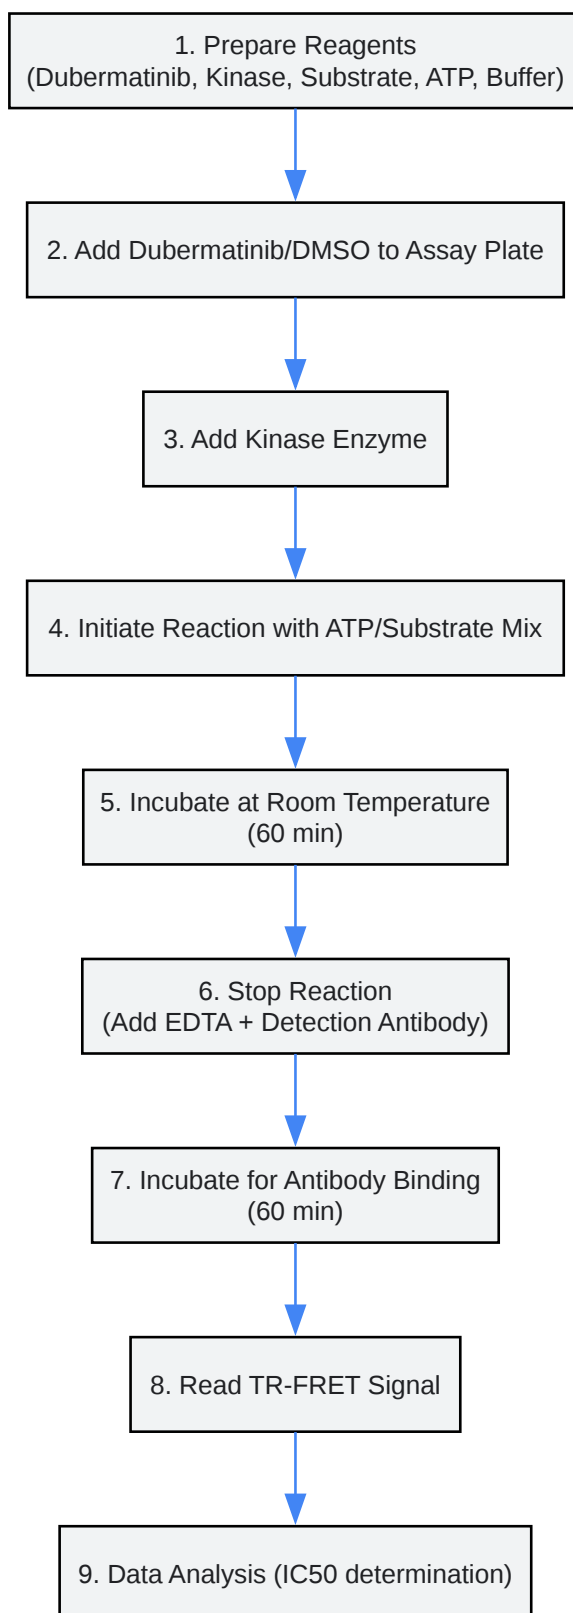 1. Prepare Reagents
(Dubermatinib, Kinase, Substrate, ATP, Buffer)
2. Add Dubermatinib/DMSO to Assay Plate
3. Add Kinase Enzyme
4. Initiate Reaction with ATP/Substrate Mix
5. Incubate at Room Temperature
(60 min)
6. Stop Reaction
(Add EDTA + Detection Antibody)
7. Incubate for Antibody Binding
(60 min)
8. Read TR-FRET Signal
9. Data Analysis (IC50 determination)